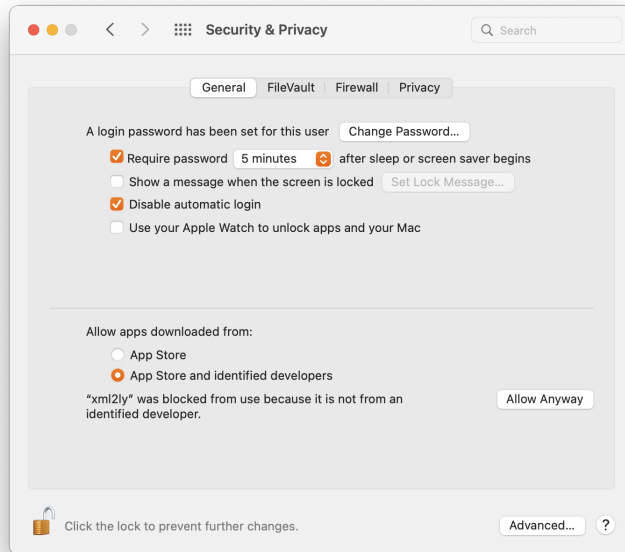 Security & Privacy
Search
General FileVault Firewall Privacy
A login password has been set for this user Change Password...
Require password 5 minutes after sleep or screen saver begins
Show a message when the screen is locked Set Lock Message...
Disable automatic login
Use your Apple Watch to unlock apps and your Mac
Allow apps downloaded from:
App Store
App Store and identified developers
“xml2ly” was blocked from use because it is not from an Allow Anyway
identified developer.
Click the lock to prevent further changes. Advanced... ?